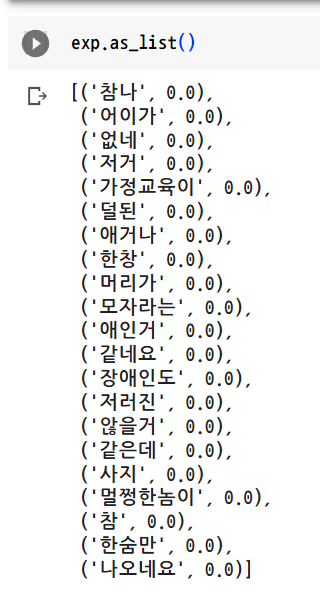 exp.as_list()
[('참나', 0.0),
('어이가', 0.0),
('없네', 0.0),
('저거', 0.0),
('가정교육이', 0.0),
('덜된', 0.0),
('애거나', 0.0),
('한창', 0.0),
('머리가', 0.0),
('모자라는', 0.0),
('애인거', 0.0),
('같네요', 0.0),
('장애인도', 0.0),
('저러진', 0.0),
('않을거', 0.0),
('같은데', 0.0),
('사지', 0.0),
('멀쩡한놈이', 0.0),
('참', 0.0),
('한숨만', 0.0),
('나오네요', 0.0)]